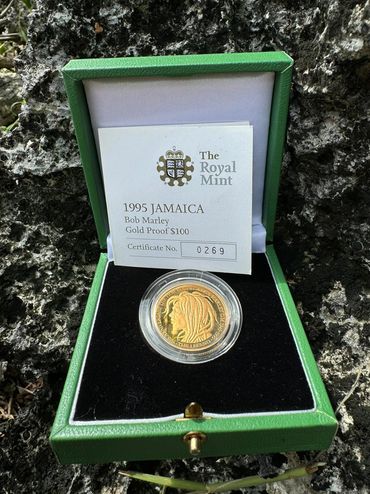 The
Royal
Mint
1995 JAMAICA
Bob Marley
Gold Proof $100
Certificate No. 0269